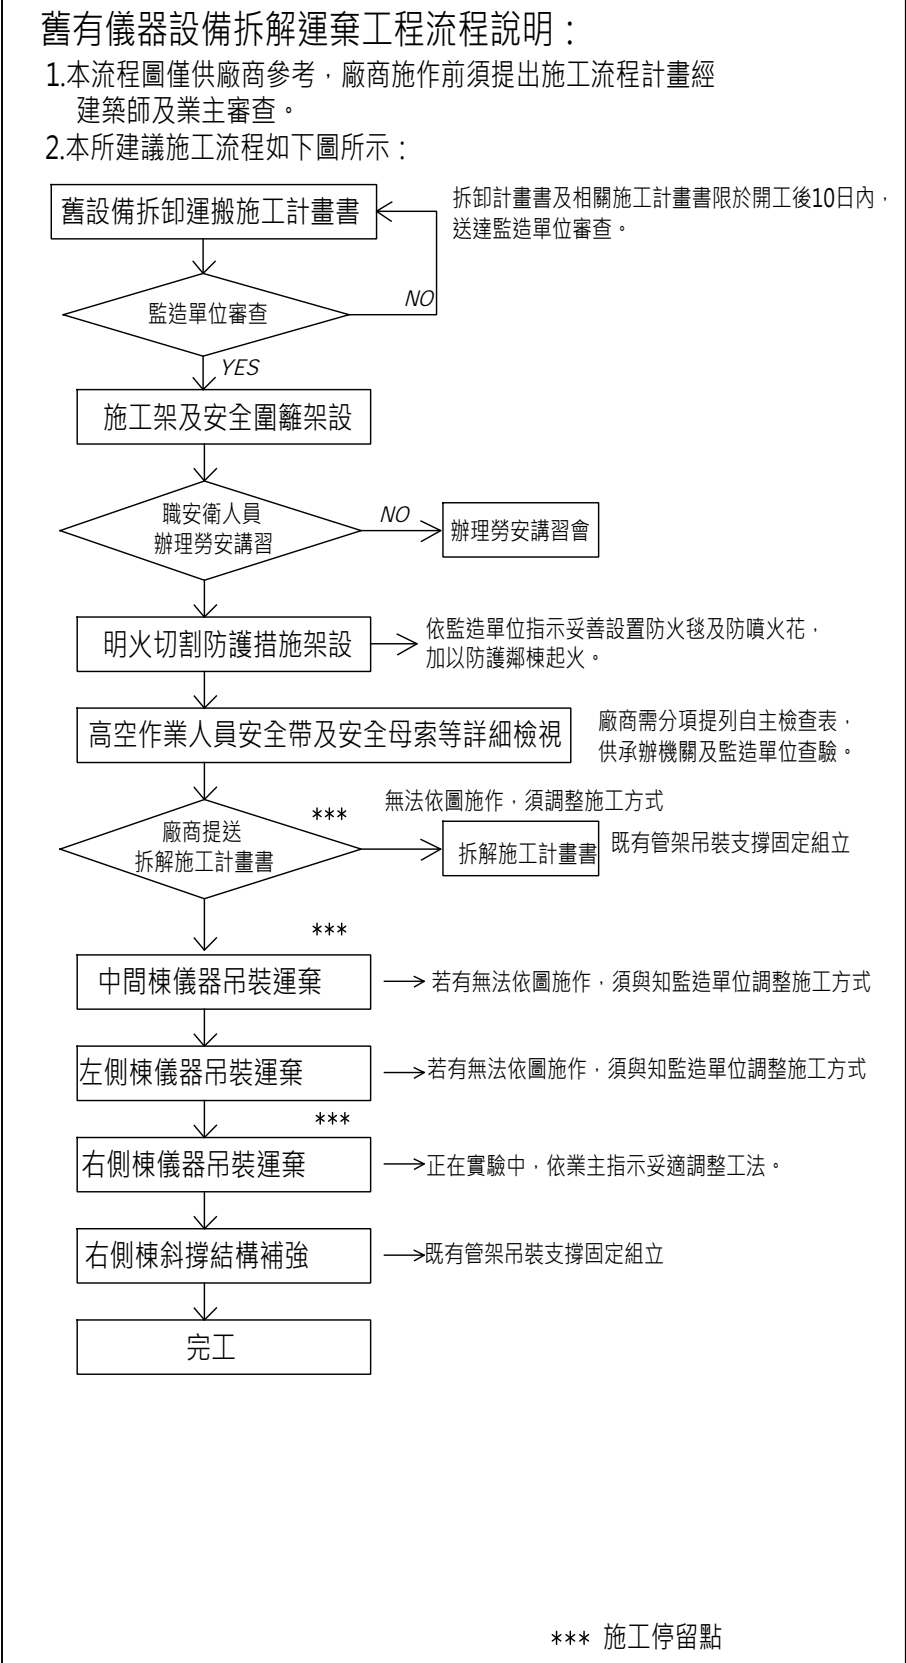 舊有儀器設備拆解運棄工程流程說明：
1.本流程圖僅供廠商參考，廠商施作前須提出施工流程計畫經
建築師及業主審查。
2.本所建議施工流程如下圖所示：
舊設備拆卸運搬施工計畫書
拆卸計畫書及相關施工計畫書限於開工後10日內，
送達監造單位審查。
監造單位審查
NO
YES
施工架及安全圍籬架設
職安衛人員
辦理勞安講習
NO
辦理勞安講習會
明火切割防護措施架設
依監造單位指示妥善設置防火毯及防噴火花，
加以防護鄰棟起火。
高空作業人員安全帶及安全母索等詳細檢視
廠商需分項提列自主檢查表，
供承辦機關及監造單位查驗。
***
無法依圖施作，須調整施工方式
廠商提送
拆解施工計畫書
拆解施工計畫書
既有管架吊裝支撐固定組立
***
中間棟儀器吊裝運棄
若有無法依圖施作，須與知監造單位調整施工方式
左側棟儀器吊裝運棄
若有無法依圖施作，須與知監造單位調整施工方式
***
右側棟儀器吊裝運棄
正在實驗中，依業主指示妥適調整工法。
右側棟斜撐結構補強
既有管架吊裝支撐固定組立
完工
*** 施工停留點